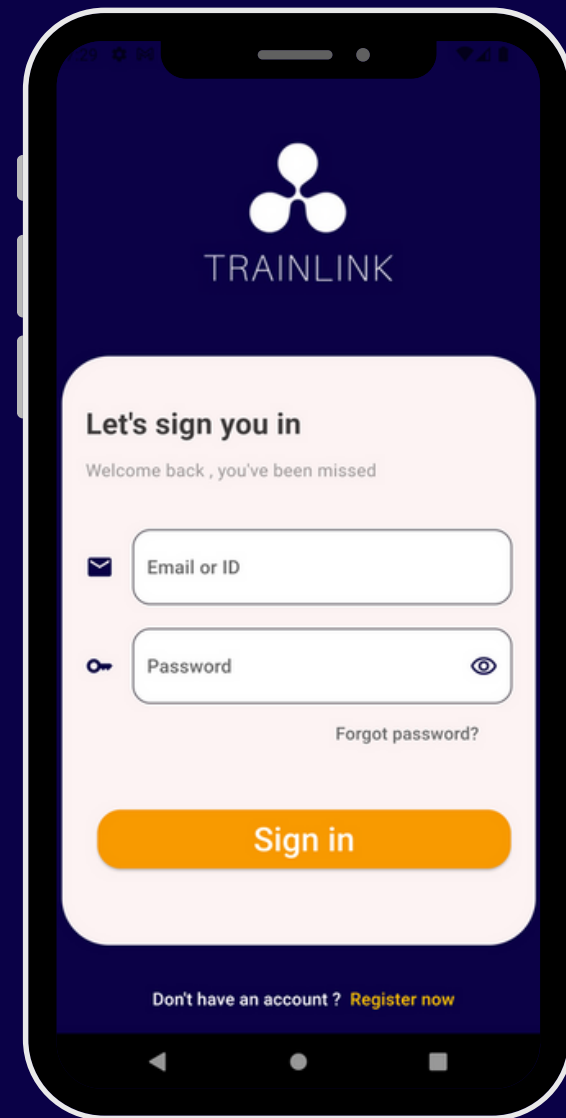 TRAINLINK
Let's sign you in
Welcome back , you've been missed
Email or ID
Password
Forgot password?
Sign in
Don't have an account ? Register now